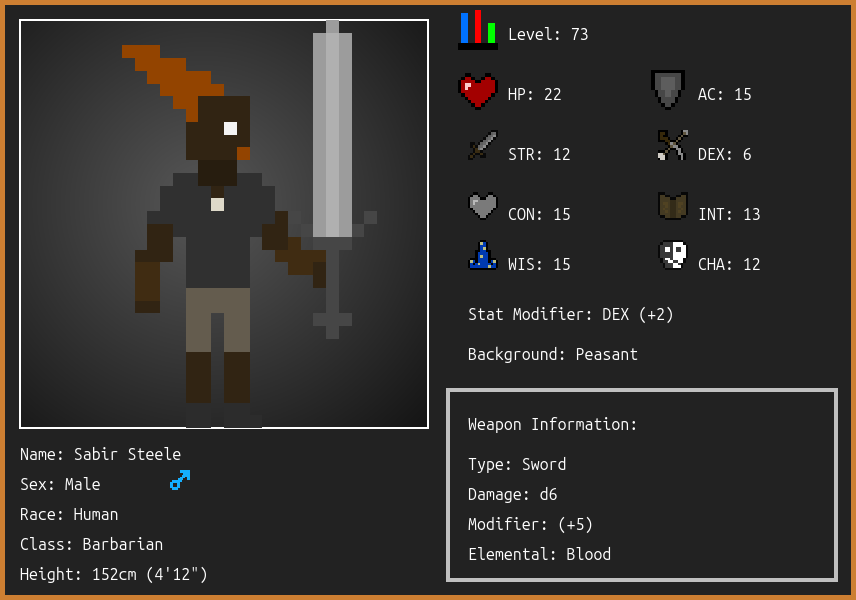 Level: 73
HP: 22
AC: 15
STR: 12
DEX: 6
CON: 15
INT: 13
WIS: 15
CHA: 12
Stat Modifier: DEX (+2)
Background: Peasant
Weapon Information:
Type: Sword
Damage: d6
Modifier: (+5)
Elemental: Blood
Name: Sabir Steele
Sex: Male
Race: Human
Class: Barbarian
Height: 152cm (4'12")